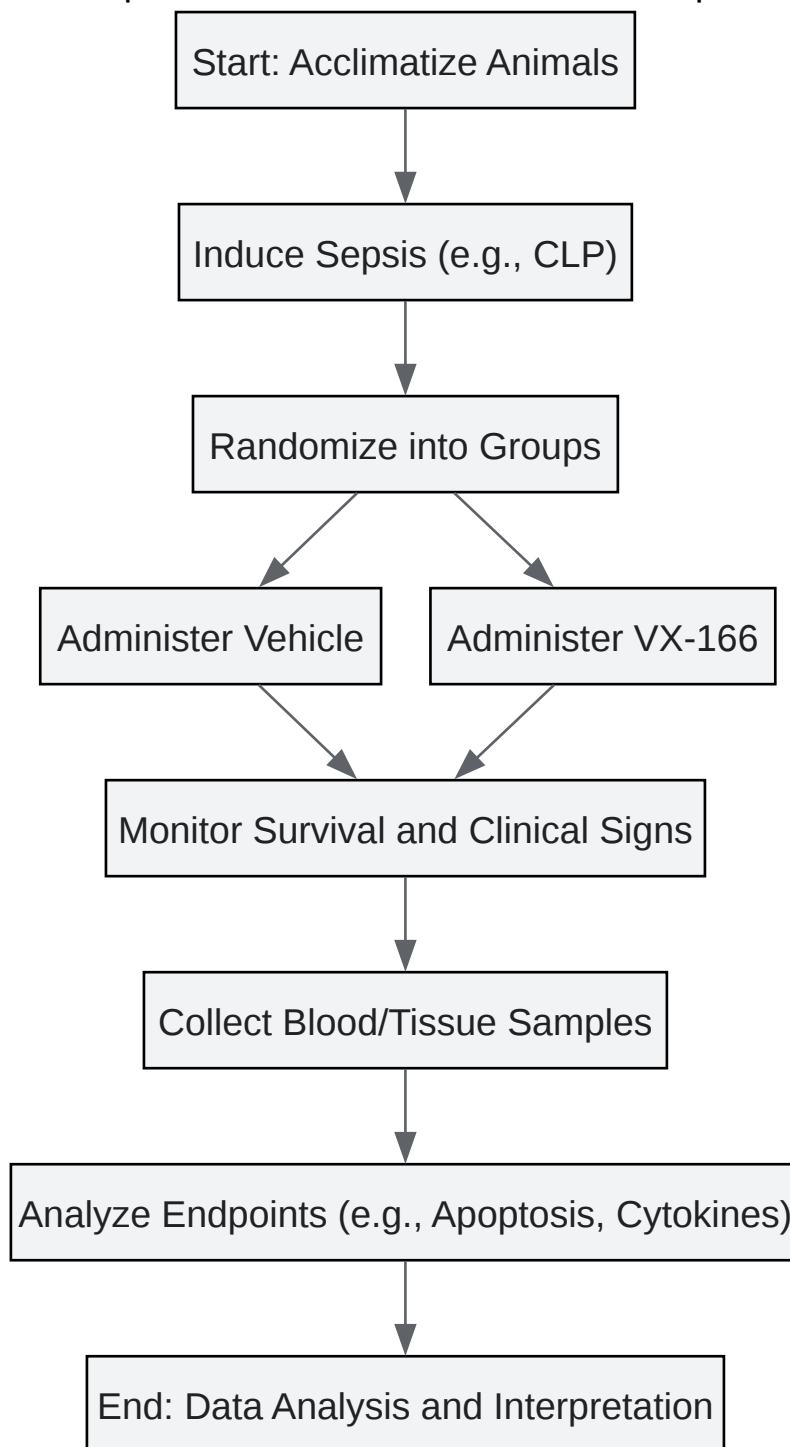 Start: Acclimatize Animals
Induce Sepsis (e.g., CLP)
Randomize into Groups
Administer Vehicle
Administer VX-166
Monitor Survival and Clinical Signs
Collect Blood/Tissue Samples
Analyze Endpoints (e.g., Apoptosis, Cytokines)
End: Data Analysis and Interpretation